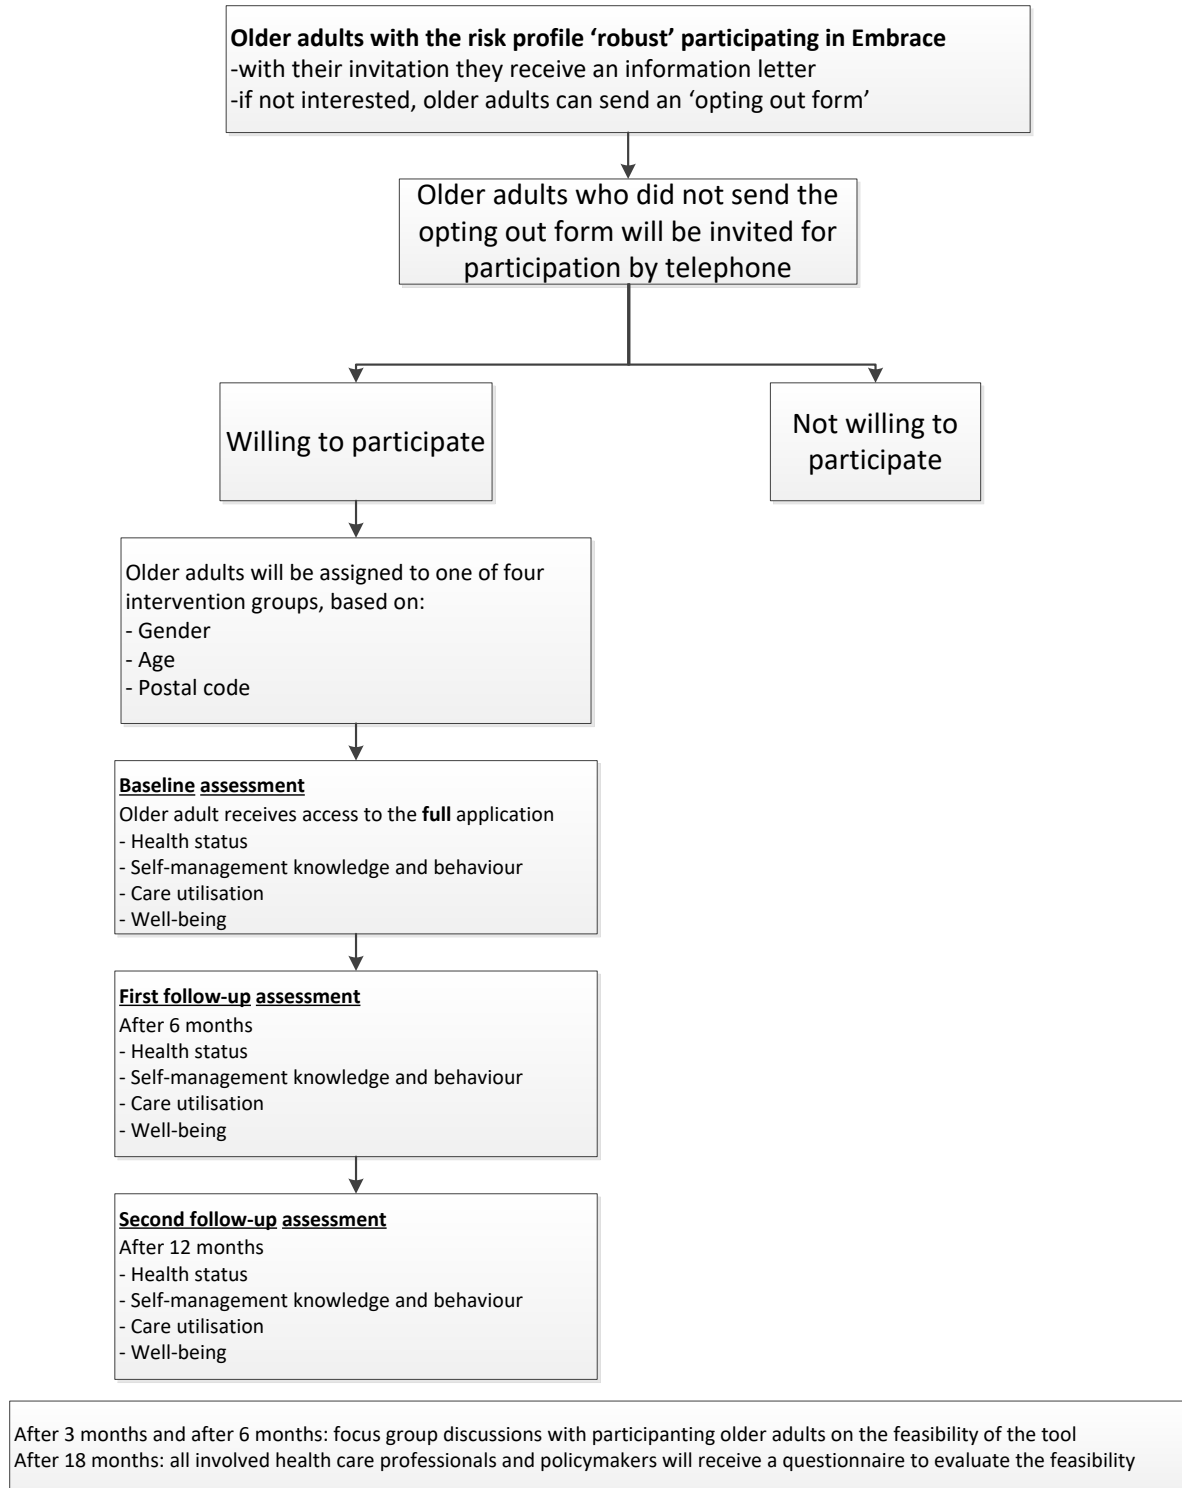 Older adults with the risk profile ‘robust’ participating in Embrace
-with their invitation they receive an information letter
-if not interested, older adults can send an ‘opting out form’
Older adults who did not send the
opting out form will be invited for
participation by telephone
Willing to participate
Not willing to
participate
Older adults will be assigned to one of four
intervention groups, based on:
- Gender
- Age
- Postal code
Baseline assessment
Older adult receives access to the full application
- Health status
- Self-management knowledge and behaviour
- Care utilisation
- Well-being
First follow-up assessment
After 6 months
- Health status
- Self-management knowledge and behaviour
- Care utilisation
- Well-being
Second follow-up assessment
After 12 months
- Health status
- Self-management knowledge and behaviour
- Care utilisation
- Well-being
After 3 months and after 6 months: focus group discussions with participanting older adults on the feasibility of the tool
After 18 months: all involved health care professionals and policymakers will receive a questionnaire to evaluate the feasibility